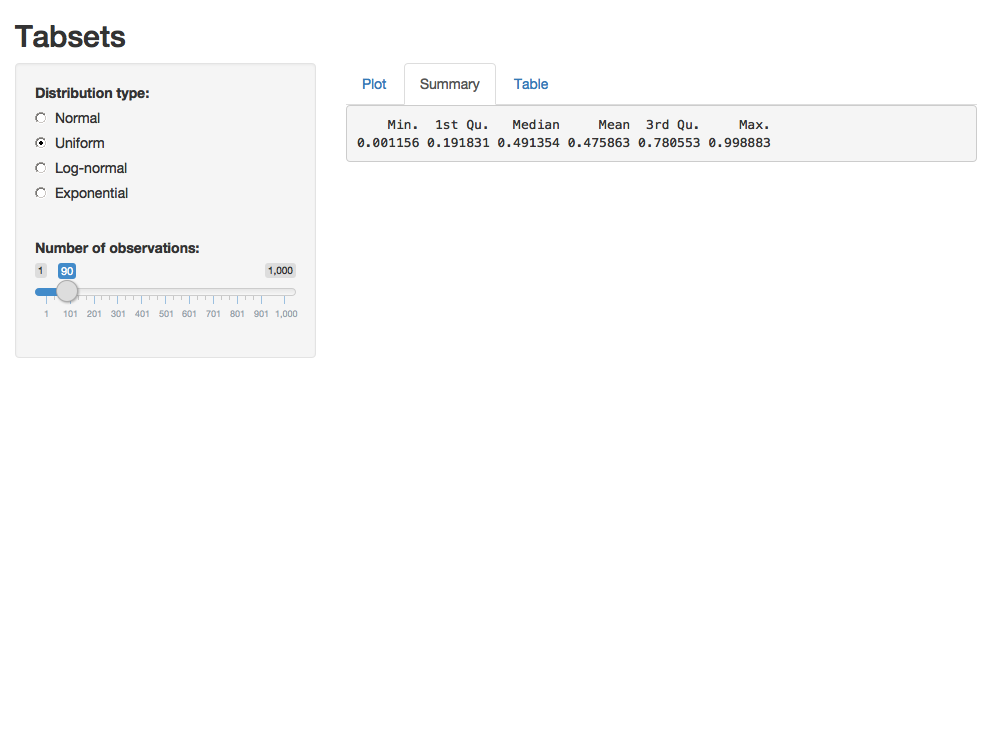 Tabsets
Distribution type:
Normal
Uniform
Log-normal
Exponential
Number of observations:
1 90 1,000
1 101 201 301 401 501 601 701 801 901 1,000
Plot Summary Table
Min. 1st Qu. Median Mean 3rd Qu. Max.
0.001156 0.191831 0.491354 0.475863 0.780553 0.998883